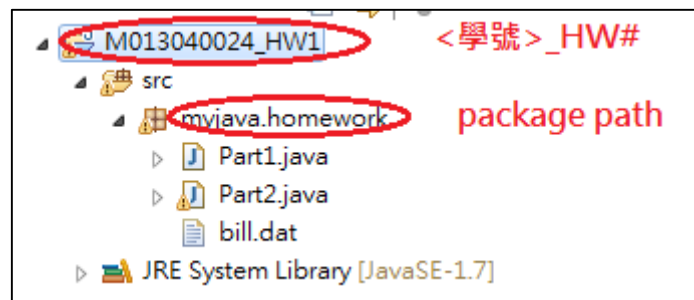 M013040024_HW1 <學號>_HW#
src
myjava.homework package path
Part1.java
Part2.java
bill.dat
JRE System Library [JavaSE-1.7]